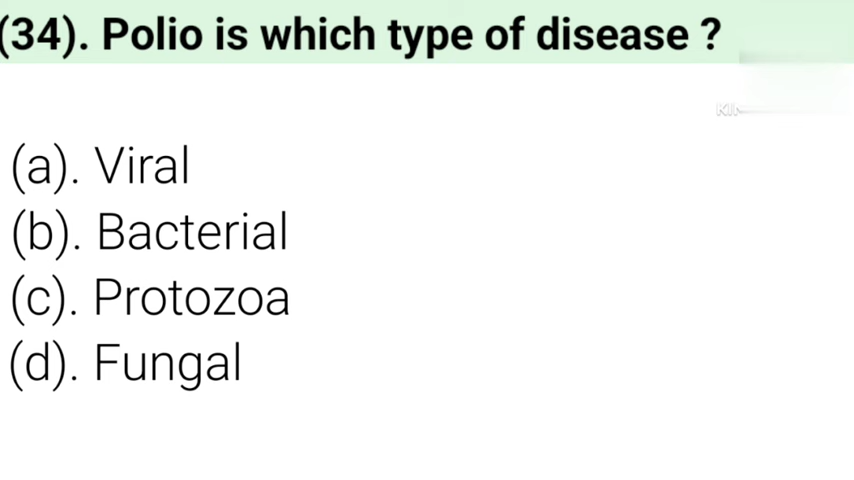 (34). Polio is which type of disease ?
(a). Viral
(b). Bacterial
(c). Protozoa
(d). Fungal